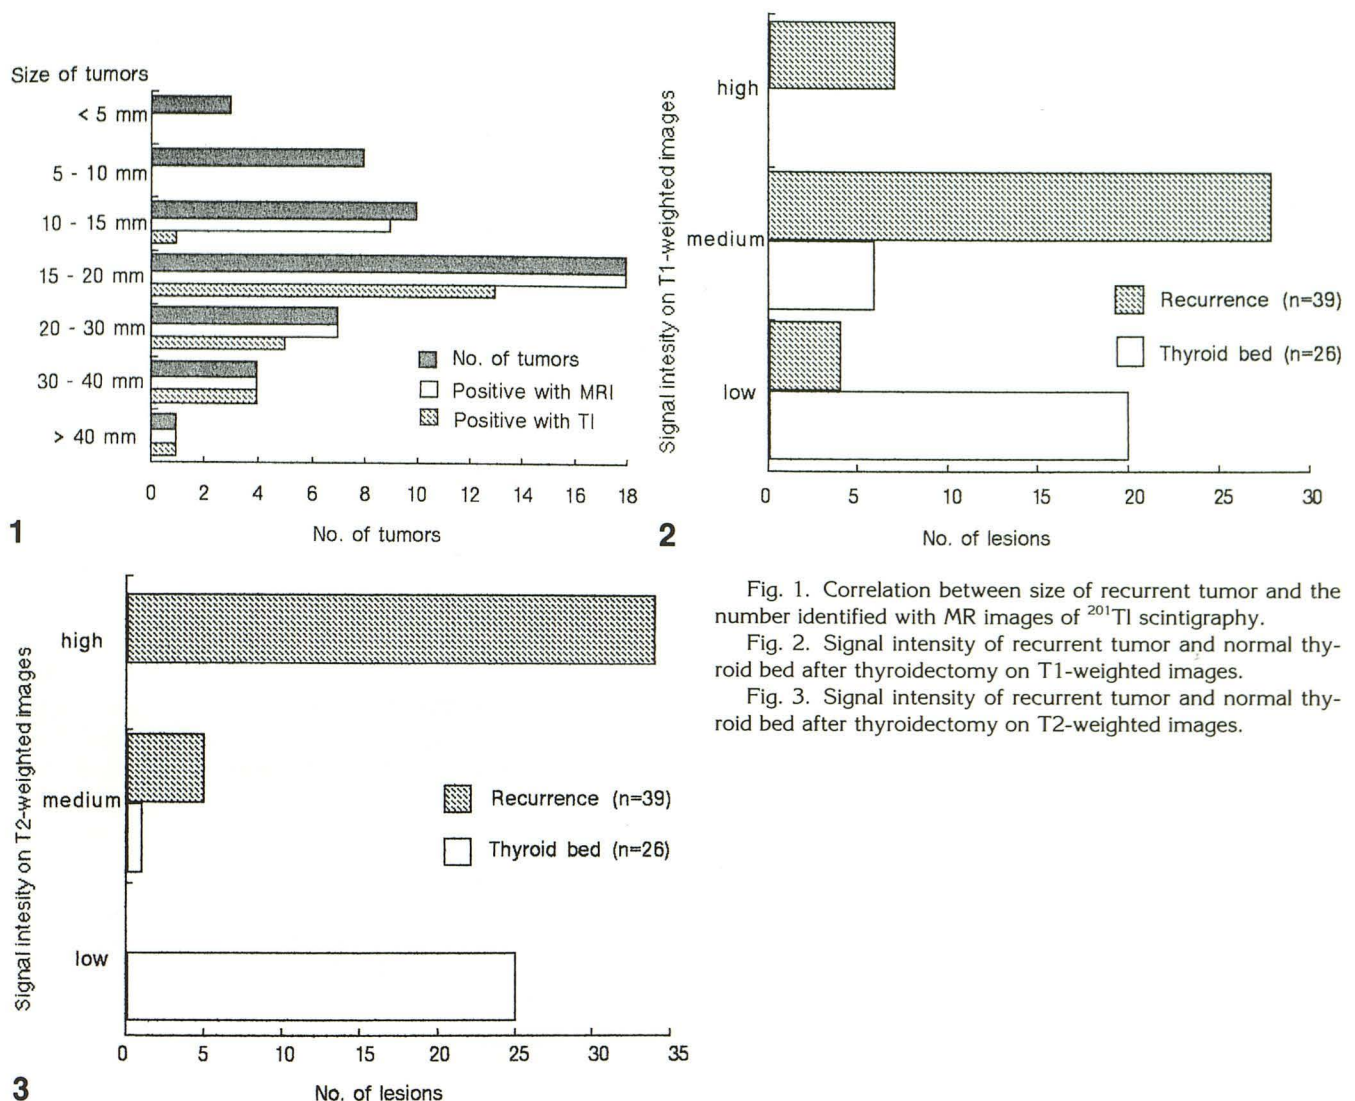 Size of tumors
< 5 mm
5 - 10 mm
10 - 15 mm
15 - 20 mm
20 - 30 mm
30 - 40 mm
> 40 mm
No. of tumors
Positive with MRI
Positive with Tl
0 2 4 6 8 10 12 14 16 18
No. of tumors
1
Signal intesity on T1-weighted images
high
medium
low
Recurrence (n=39)
Thyroid bed (n=26)
0 5 10 15 20 25 30
No. of lesions
2
Signal intesity on T2-weighted images
high
medium
low
Recurrence (n=39)
Thyroid bed (n=26)
0 5 10 15 20 25 30 35
No. of lesions
3
Fig. 1. Correlation between size of recurrent tumor and the
number identified with MR images of ²⁰¹Tl scintigraphy.
Fig. 2. Signal intensity of recurrent tumor and normal thy-
roid bed after thyroidectomy on T1-weighted images.
Fig. 3. Signal intensity of recurrent tumor and normal thy-
roid bed after thyroidectomy on T2-weighted images.